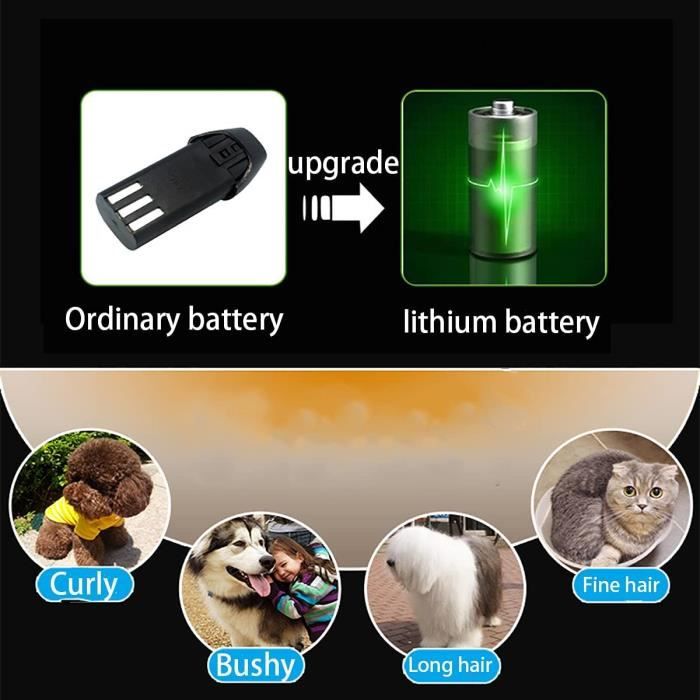 upgrade
Ordinary battery
lithium battery
Curly
Bushy
Long hair
Fine hair